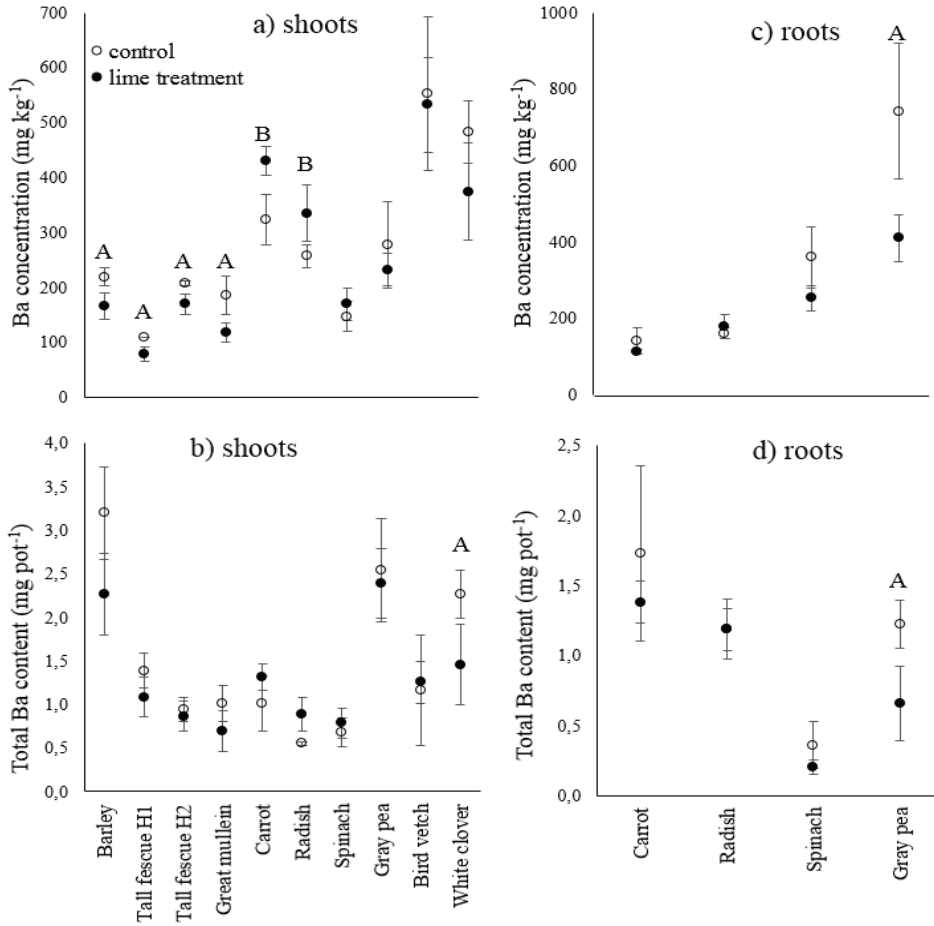 a) shoots
control
lime treatment
Ba concentration (mg kg⁻¹)
700
600
500
400
300
200
100
0
A
A
A
A
B
B
c) roots
Ba concentration (mg kg⁻¹)
1000
800
600
400
200
0
A
b) shoots
Total Ba content (mg pot⁻¹)
4,0
3,5
3,0
2,5
2,0
1,5
1,0
0,5
0,0
A
Barley
Tall fescue H1
Tall fescue H2
Great mullein
Carrot
Radish
Spinach
Gray pea
Bird vetch
White clover
d) roots
Total Ba content (mg pot⁻¹)
2,5
2,0
1,5
1,0
0,5
0,0
A
Carrot
Radish
Spinach
Gray pea